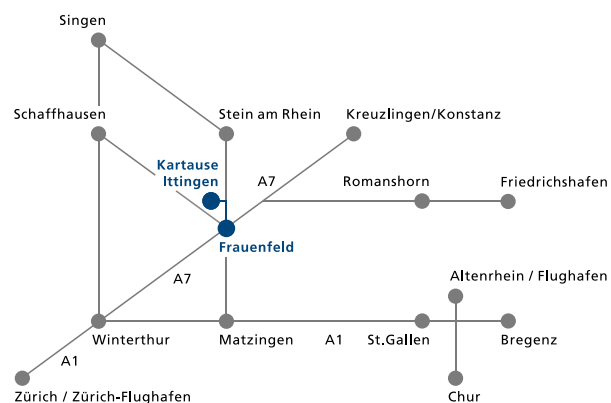 Singen
Schaffhausen
Stein am Rhein
Kreuzlingen/Konstanz
Kartause
Ittingen
A7
Romanshorn
Friedrichshafen
Frauenfeld
A7
Altenrhein / Flughafen
Winterthur
Matzingen
A1
St.Gallen
Bregenz
A1
Zürich / Zürich-Flughafen
Chur